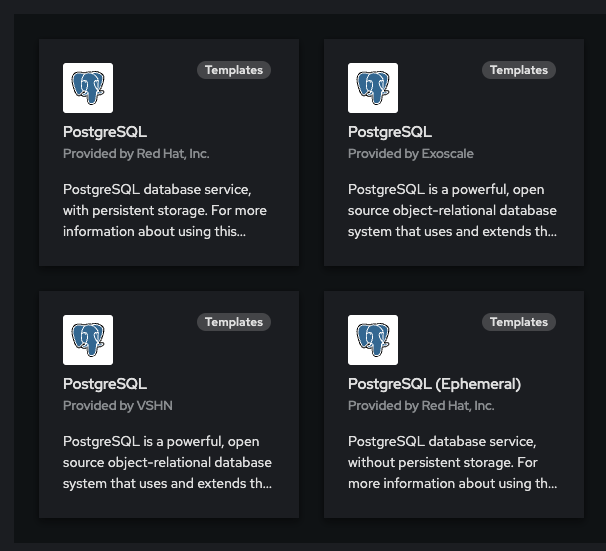 Templates
PostgreSQL
Provided by Red Hat, Inc.
PostgreSQL database service,
with persistent storage. For more
information about using this...
Templates
PostgreSQL
Provided by Exoscale
PostgreSQL is a powerful, open
source object-relational database
system that uses and extends th...
Templates
PostgreSQL
Provided by VSHN
PostgreSQL is a powerful, open
source object-relational database
system that uses and extends th...
Templates
PostgreSQL (Ephemeral)
Provided by Red Hat, Inc.
PostgreSQL database service,
without persistent storage. For
more information about using th...